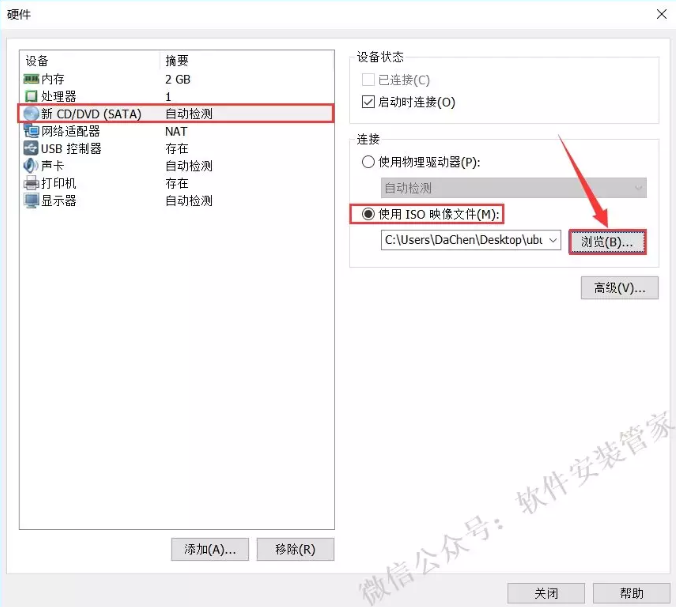 硬件
设备 摘要
内存 2 GB
处理器 1
新 CD/DVD (SATA) 自动检测
网络适配器 NAT
USB 控制器 存在
声卡 自动检测
打印机 存在
显示器 自动检测
添加(A)... 移除(R)
设备状态
已连接(C)
启动时连接(O)
连接
使用物理驱动器(P):
自动检测
使用 ISO 映像文件(M):
C:\Users\DaChen\Desktop\ubu 浏览(B)...
高级(V)...
微信公众号：软件安装管家
关闭 帮助